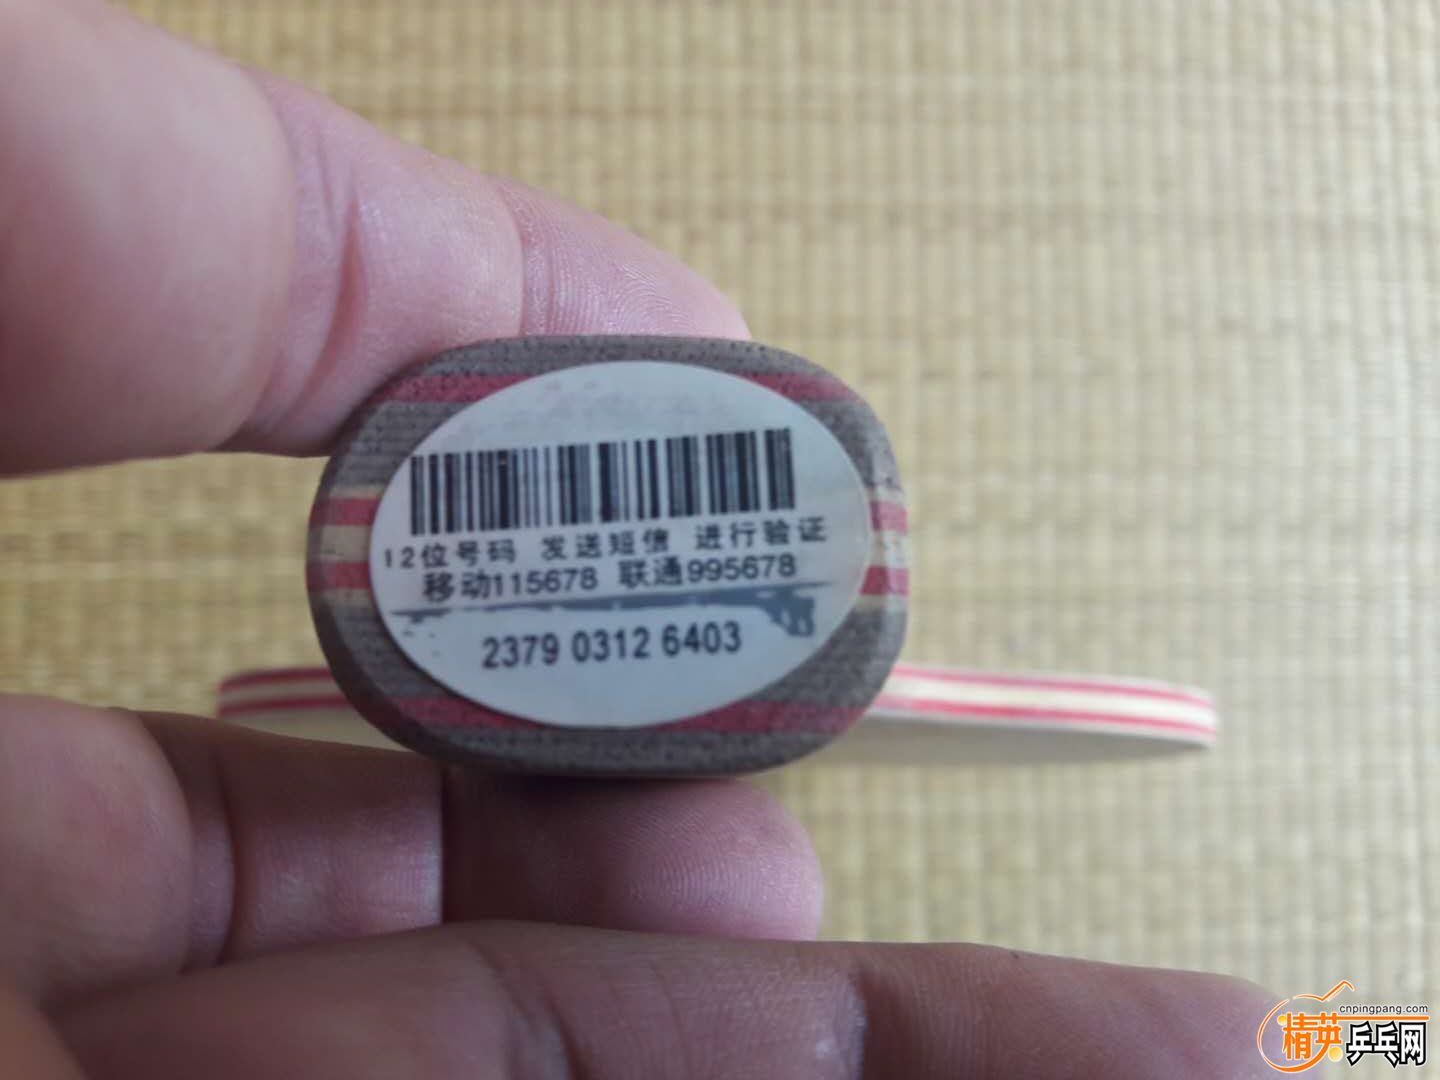 12位号码 发送短信 进行验证
移动115678 联通995678
2379 0312 6403
cnpingpang.com
精英乒乓网